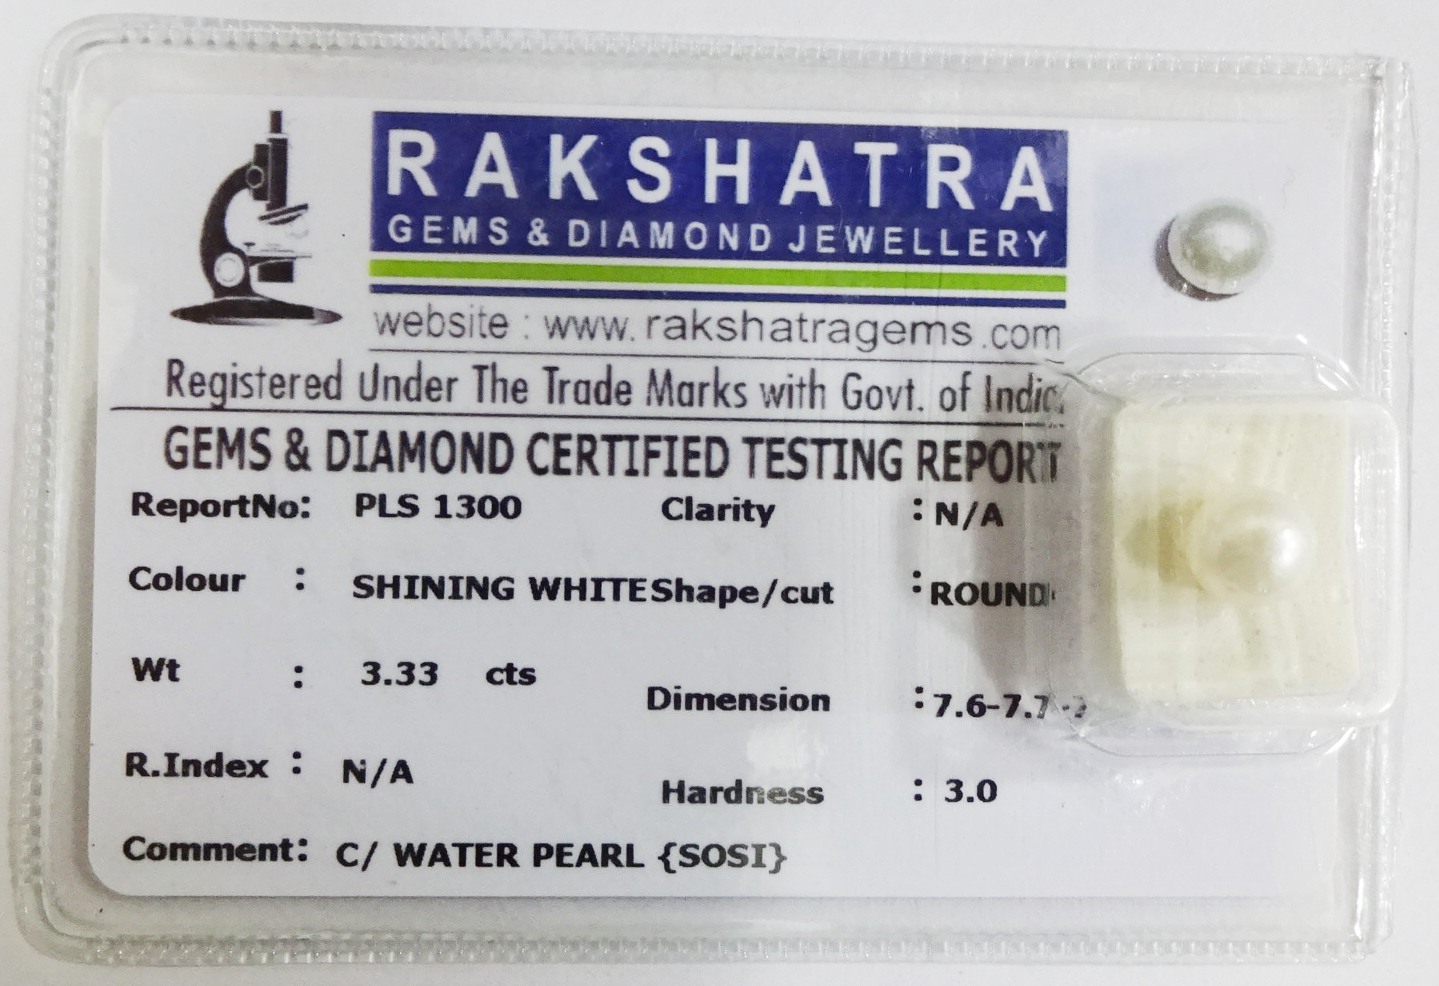 RAKSHATRA
GEMS & DIAMOND JEWELLERY
website : www.rakshatragems.com
Registered Under The Trade Marks with Govt. of India
GEMS & DIAMOND CERTIFIED TESTING REPORT
ReportNo: PLS 1300 Clarity : N/A
Colour : SHINING WHITE Shape/cut : ROUND
Wt : 3.33 cts Dimension : 7.6-7.7-
R.Index : N/A Hardness : 3.0
Comment: C/ WATER PEARL {SOSI}